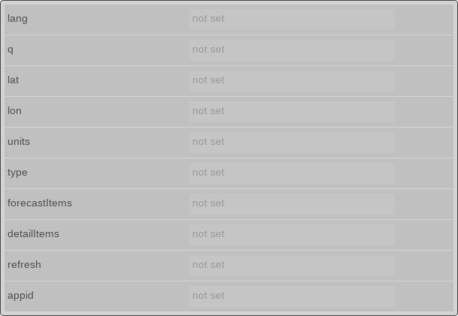 lang not set
q not set
lat not set
lon not set
units not set
type not set
forecastItems not set
detailItems not set
refresh not set
appid not set